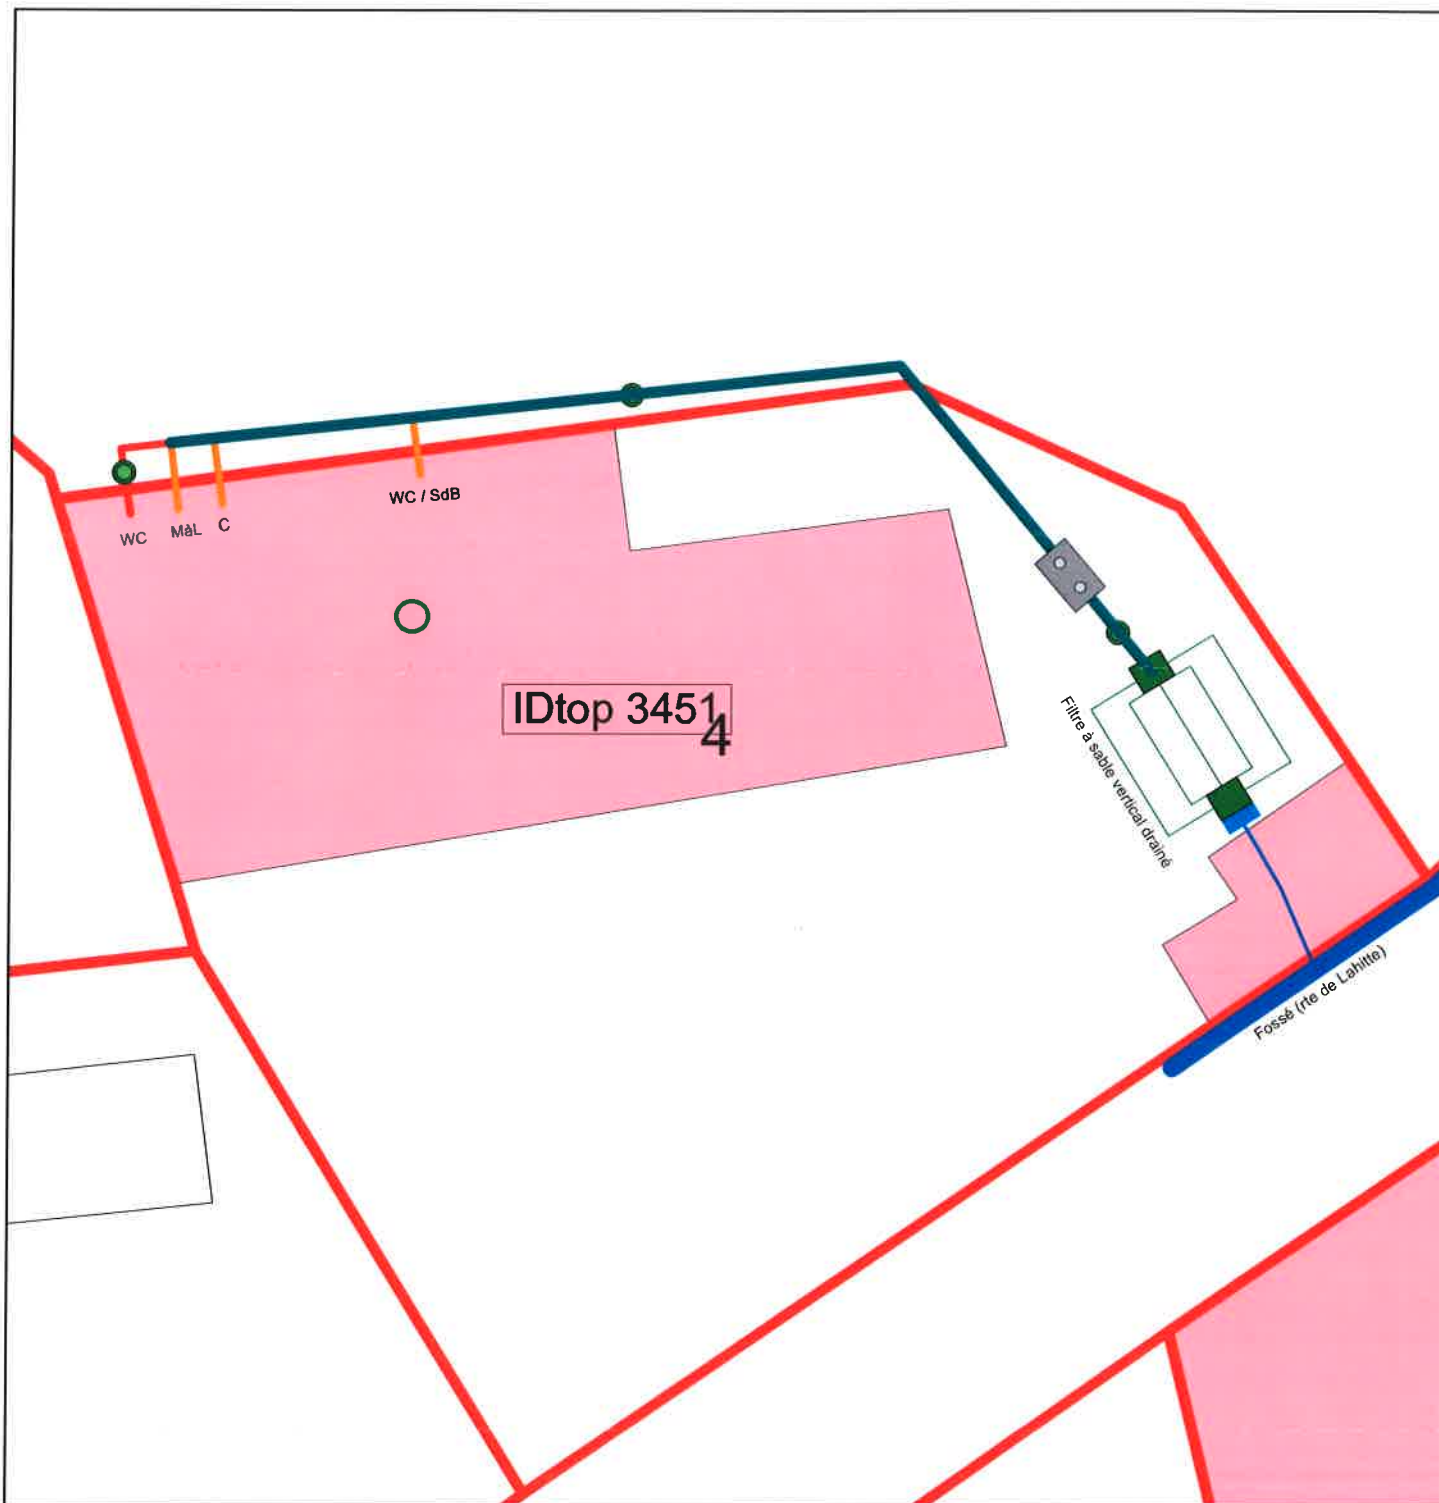 WC / SdB
WC
MàL
C
IDtop 3451
4
Filtre à sable vertical drainé
Fossé (rte de Lahitte)